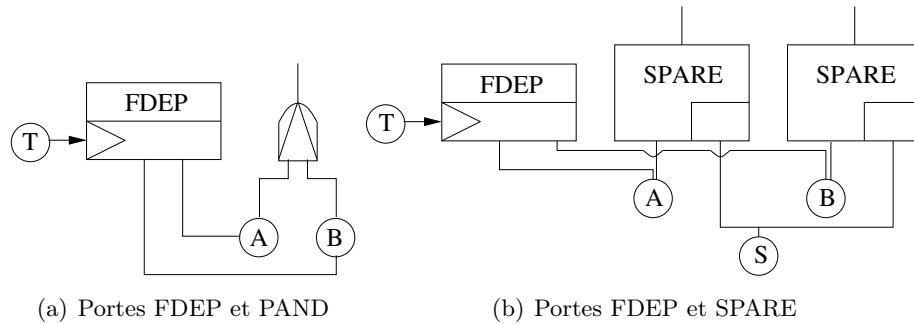 FDEP
T
A
B
(a) Portes FDEP et PAND
SPARE
SPARE
FDEP
T
A
B
S
(b) Portes FDEP et SPARE